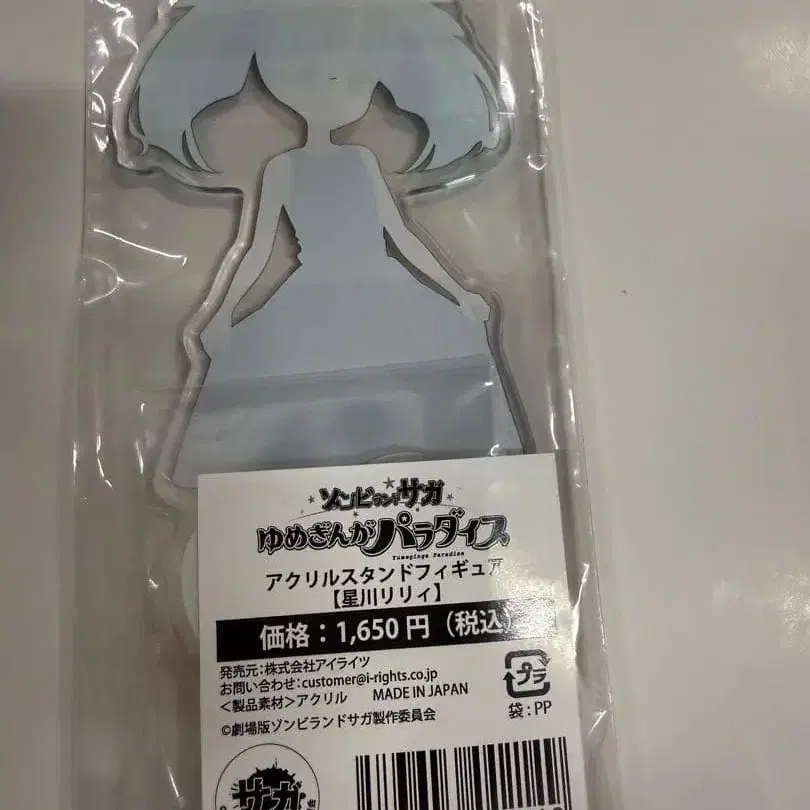 ゾンビランドサガ
ゆめぎんがパラダイス
Yumeginga Paradise
アクリルスタンドフィギュア
【星川リリィ】
価格：1,650円（税込）
発売元：株式会社アイライツ
お問い合わせ：customer@i-rights.co.jp
＜製品素材＞アクリル MADE IN JAPAN
©劇場版ゾンビランドサガ製作委員会
プラ
袋：PP
サガ